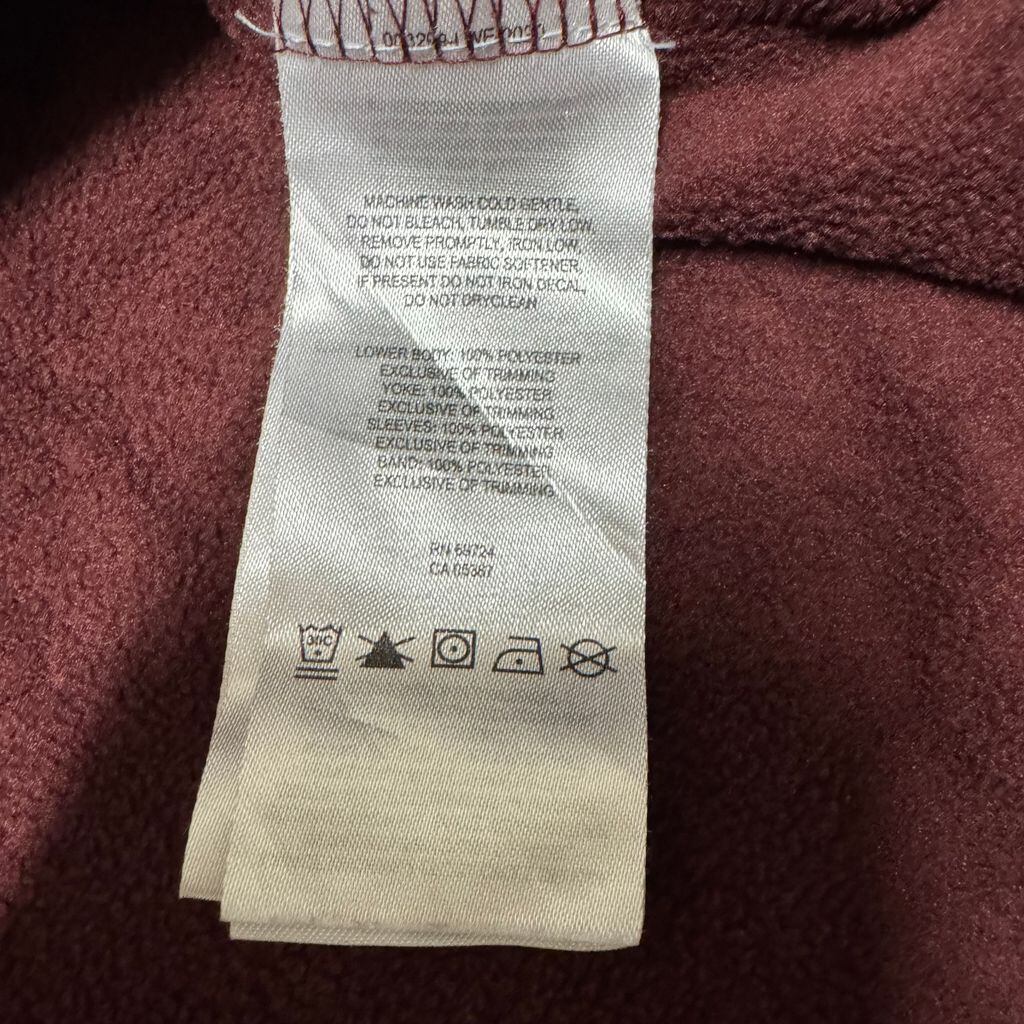 MACHINE WASH COLD GENTLE,
DO NOT BLEACH, TUMBLE DRY LOW,
REMOVE PROMPTLY, IRON LOW,
DO NOT USE FABRIC SOFTENER,
IF PRESENT DO NOT IRON DECAL,
DO NOT DRYCLEAN
LOWER BODY: 100% POLYESTER
EXCLUSIVE OF TRIMMING
YOKE: 100% POLYESTER
EXCLUSIVE OF TRIMMING
SLEEVES: 100% POLYESTER
EXCLUSIVE OF TRIMMING
BAND: 100% POLYESTER
EXCLUSIVE OF TRIMMING
RN 69724
CA 05367
30C